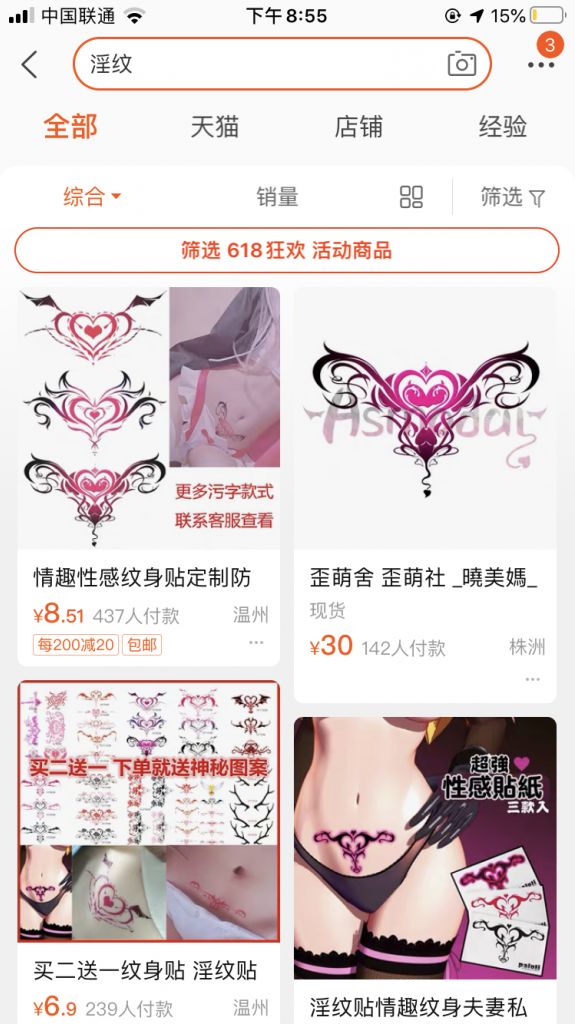 中国联通 下午8:55 15%
淫纹
3
全部 天猫 店铺 经验
综合 销量 筛选
筛选 618狂欢 活动商品
更多污字款式
联系客服查看
情趣性感纹身贴定制防
¥8.51 437人付款 温州
每200减20 包邮
歪萌舍 歪萌社 _曉美媽_
现货
¥30 142人付款 株洲
买二送一 下单就送神秘图案
买二送一纹身贴 淫纹贴
¥6.9 239人付款 温州
超強
性感貼紙
三款入
淫纹贴情趣纹身夫妻私